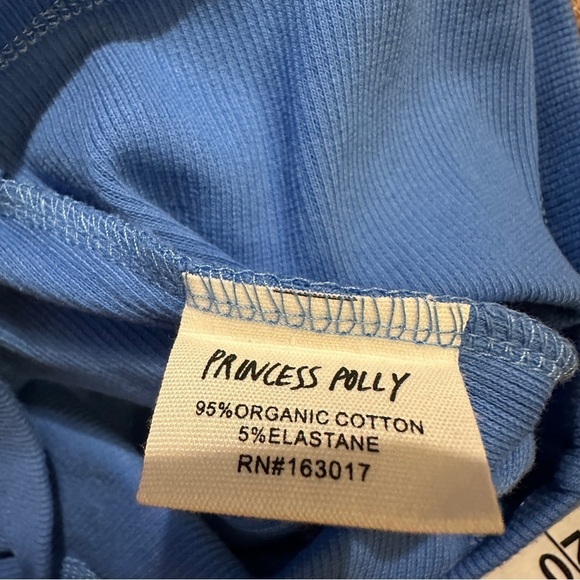 PRINCESS POLLY
95%ORGANIC COTTON
5%ELASTANE
RN#163017